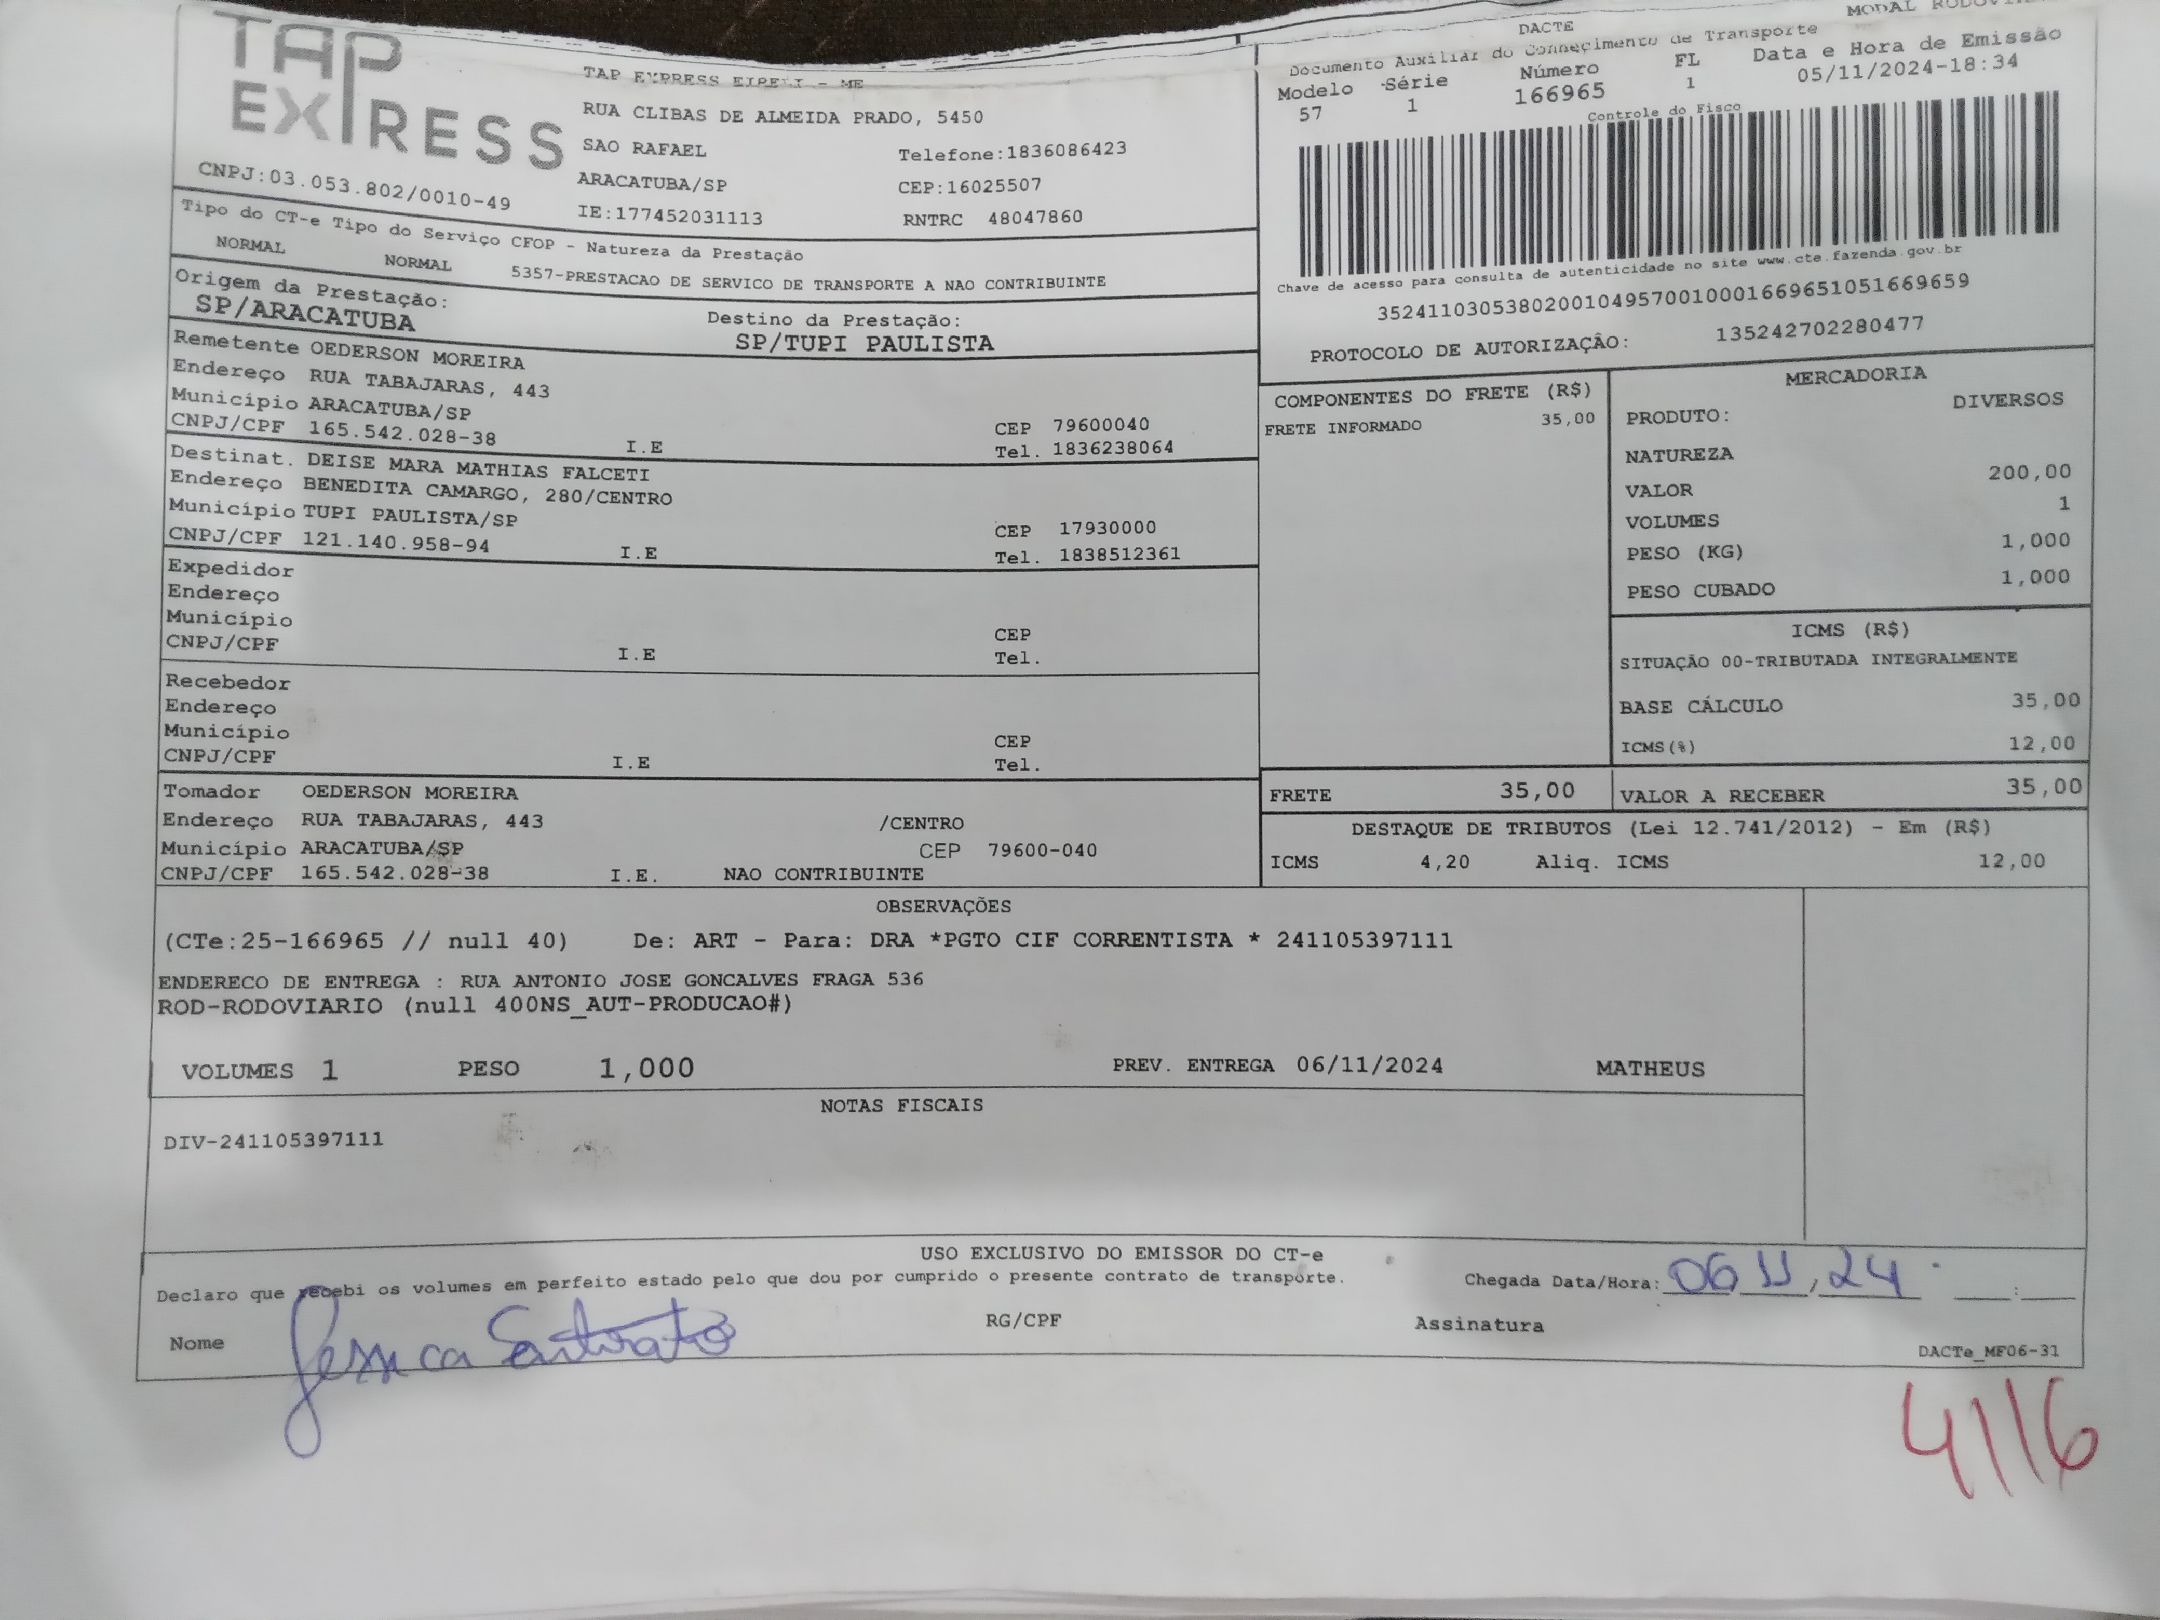 TAP
EXPRESS
CNPJ:03.053.802/0010-49
TAP EXPRESS EIRELI - ME
RUA CLIBAS DE ALMEIDA PRADO, 5450
SAO RAFAEL Telefone:1836086423
ARACATUBA/SP CEP:16025507
IE:177452031113 RNTRC 48047860
DACTE
Documento Auxiliar do Conhecimento de Transporte
MODAL
Modelo Série Número FL Data e Hora de Emissão
57 1 166965 1 05/11/2024-18:34
Controle do Fisco
Chave de acesso para consulta de autenticidade no site www.cte.fazenda.gov.br
35241103053802001049570010001669651051669659
PROTOCOLO DE AUTORIZAÇÂO: 135242702280477
Tipo do CT-e Tipo do Serviço CFOP - Natureza da Prestação
NORMAL NORMAL 5357-PRESTACAO DE SERVICO DE TRANSPORTE A NAO CONTRIBUINTE
Origem da Prestação: Destino da Prestação:
SP/ARACATUBA SP/TUPI PAULISTA
Remetente OEDERSON MOREIRA
Endereço RUA TABAJARAS, 443
Município ARACATUBA/SP CEP 79600040
CNPJ/CPF 165.542.028-38 I.E Tel. 1836238064
Destinat. DEISE MARA MATHIAS FALCETI
Endereço BENEDITA CAMARGO, 280/CENTRO
Município TUPI PAULISTA/SP CEP 17930000
CNPJ/CPF 121.140.958-94 I.E Tel. 1838512361
Expedidor
Endereço
Município CEP
CNPJ/CPF I.E Tel.
Recebedor
Endereço
Município CEP
CNPJ/CPF I.E Tel.
Tomador OEDERSON MOREIRA
Endereço RUA TABAJARAS, 443 /CENTRO
Município ARACATUBA/SP CEP 79600-040
CNPJ/CPF 165.542.028-38 I.E. NAO CONTRIBUINTE
COMPONENTES DO FRETE (R$)
FRETE INFORMADO 35,00
MERCADORIA
PRODUTO: DIVERSOS
NATUREZA
VALOR 200,00
VOLUMES 1
PESO (KG) 1,000
PESO CUBADO 1,000
ICMS (R$)
SITUAÇÃO 00-TRIBUTADA INTEGRALMENTE
BASE CÁLCULO 35,00
ICMS(%) 12,00
FRETE 35,00 VALOR A RECEBER 35,00
DESTAQUE DE TRIBUTOS (Lei 12.741/2012) - Em (R$)
ICMS 4,20 Aliq. ICMS 12,00
OBSERVAÇÕES
(CTe:25-166965 // null 40) De: ART - Para: DRA *PGTO CIF CORRENTISTA * 241105397111
ENDERECO DE ENTREGA : RUA ANTONIO JOSE GONCALVES FRAGA 536
ROD-RODOVIARIO (null 400NS_AUT-PRODUCAO#)
VOLUMES 1 PESO 1,000 PREV. ENTREGA 06/11/2024 MATHEUS
NOTAS FISCAIS
DIV-241105397111
USO EXCLUSIVO DO EMISSOR DO CT-e
Declaro que recebi os volumes em perfeito estado pelo que dou por cumprido o presente contrato de transporte. Chegada Data/Hora: 06 11, 24 :
Nome Jessica RG/CPF Assinatura
DACTe_MF06-31
4116